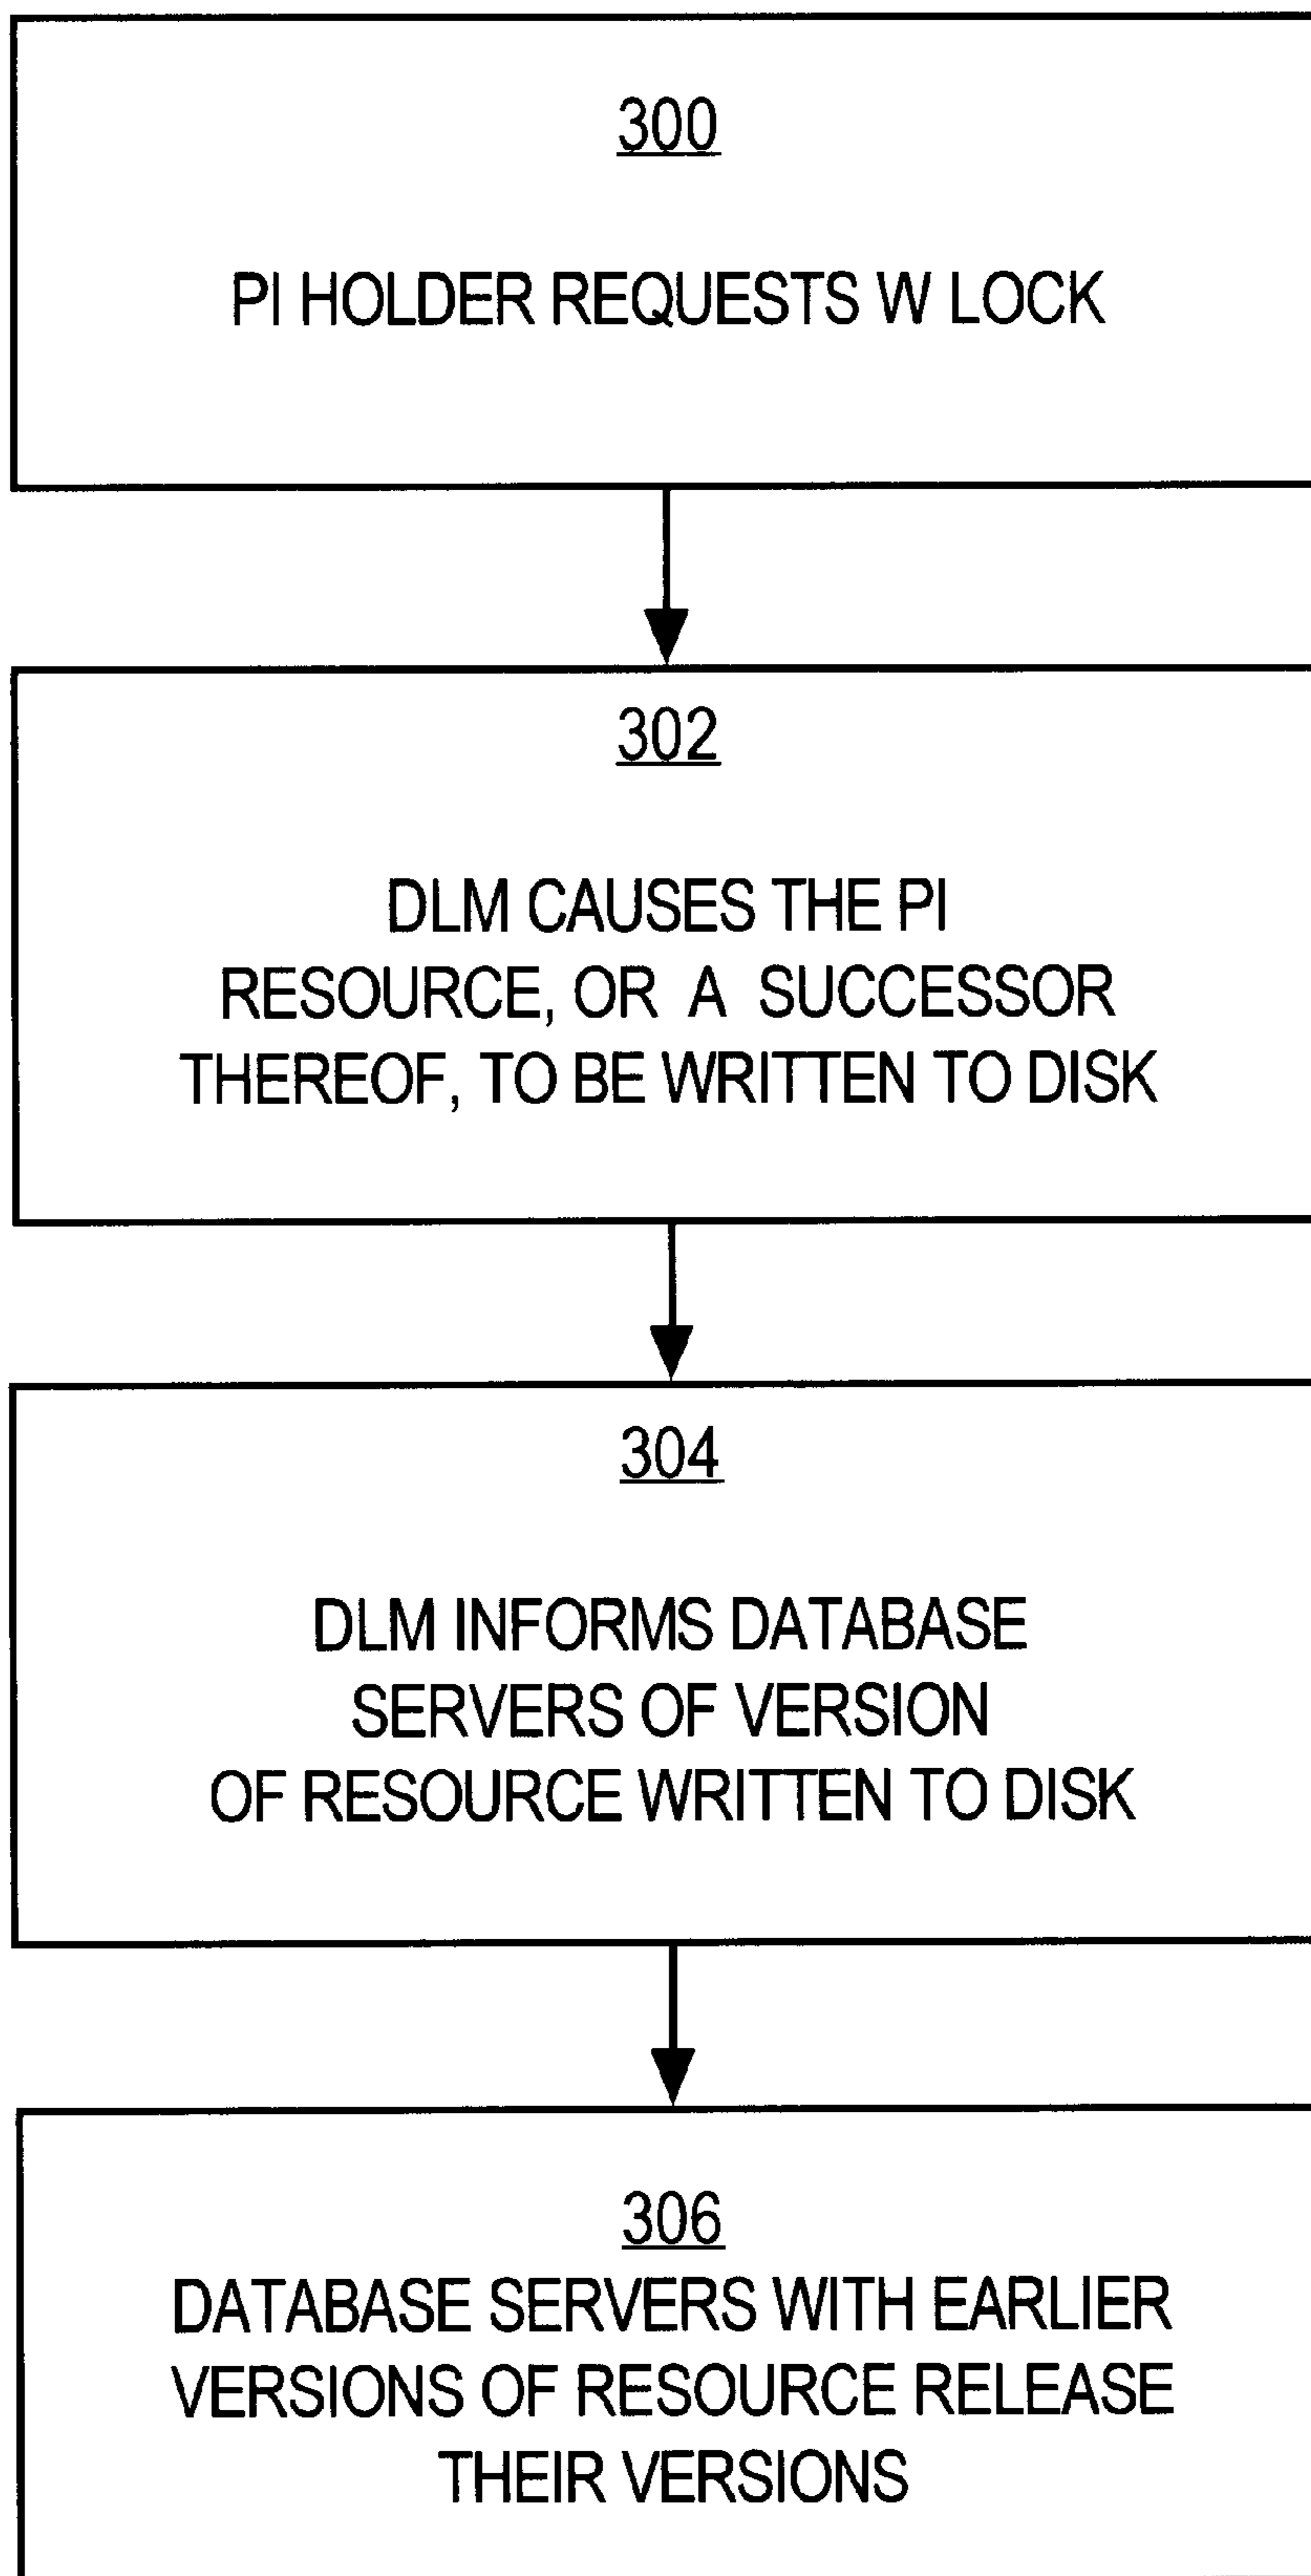 300
PI HOLDER REQUESTS W LOCK
302
DLM CAUSES THE PI
RESOURCE, OR A SUCCESSOR
THEREOF, TO BE WRITTEN TO DISK
304
DLM INFORMS DATABASE
SERVERS OF VERSION
OF RESOURCE WRITTEN TO DISK
306
DATABASE SERVERS WITH EARLIER
VERSIONS OF RESOURCE RELEASE
THEIR VERSIONS